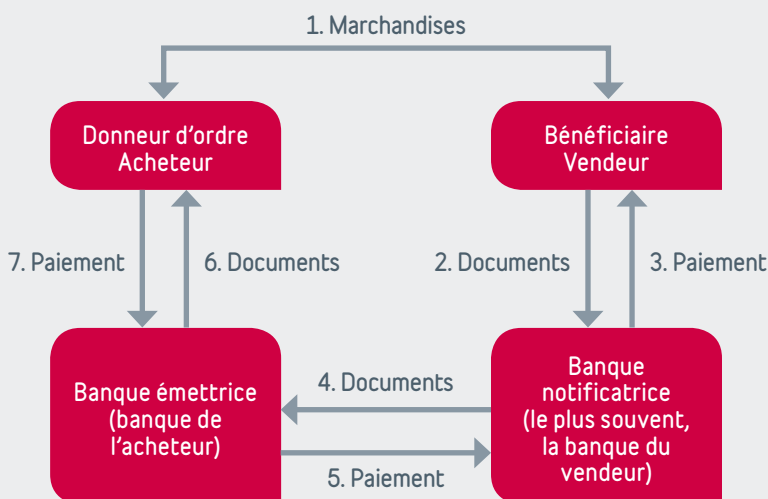 1. Marchandises
Donneur d'ordre
Acheteur
Bénéficiaire
Vendeur
7. Paiement
6. Documents
2. Documents
3. Paiement
Banque émettrice
(banque de
l'acheteur)
4. Documents
5. Paiement
Banque
notificatrice
(le plus souvent,
la banque du
vendeur)